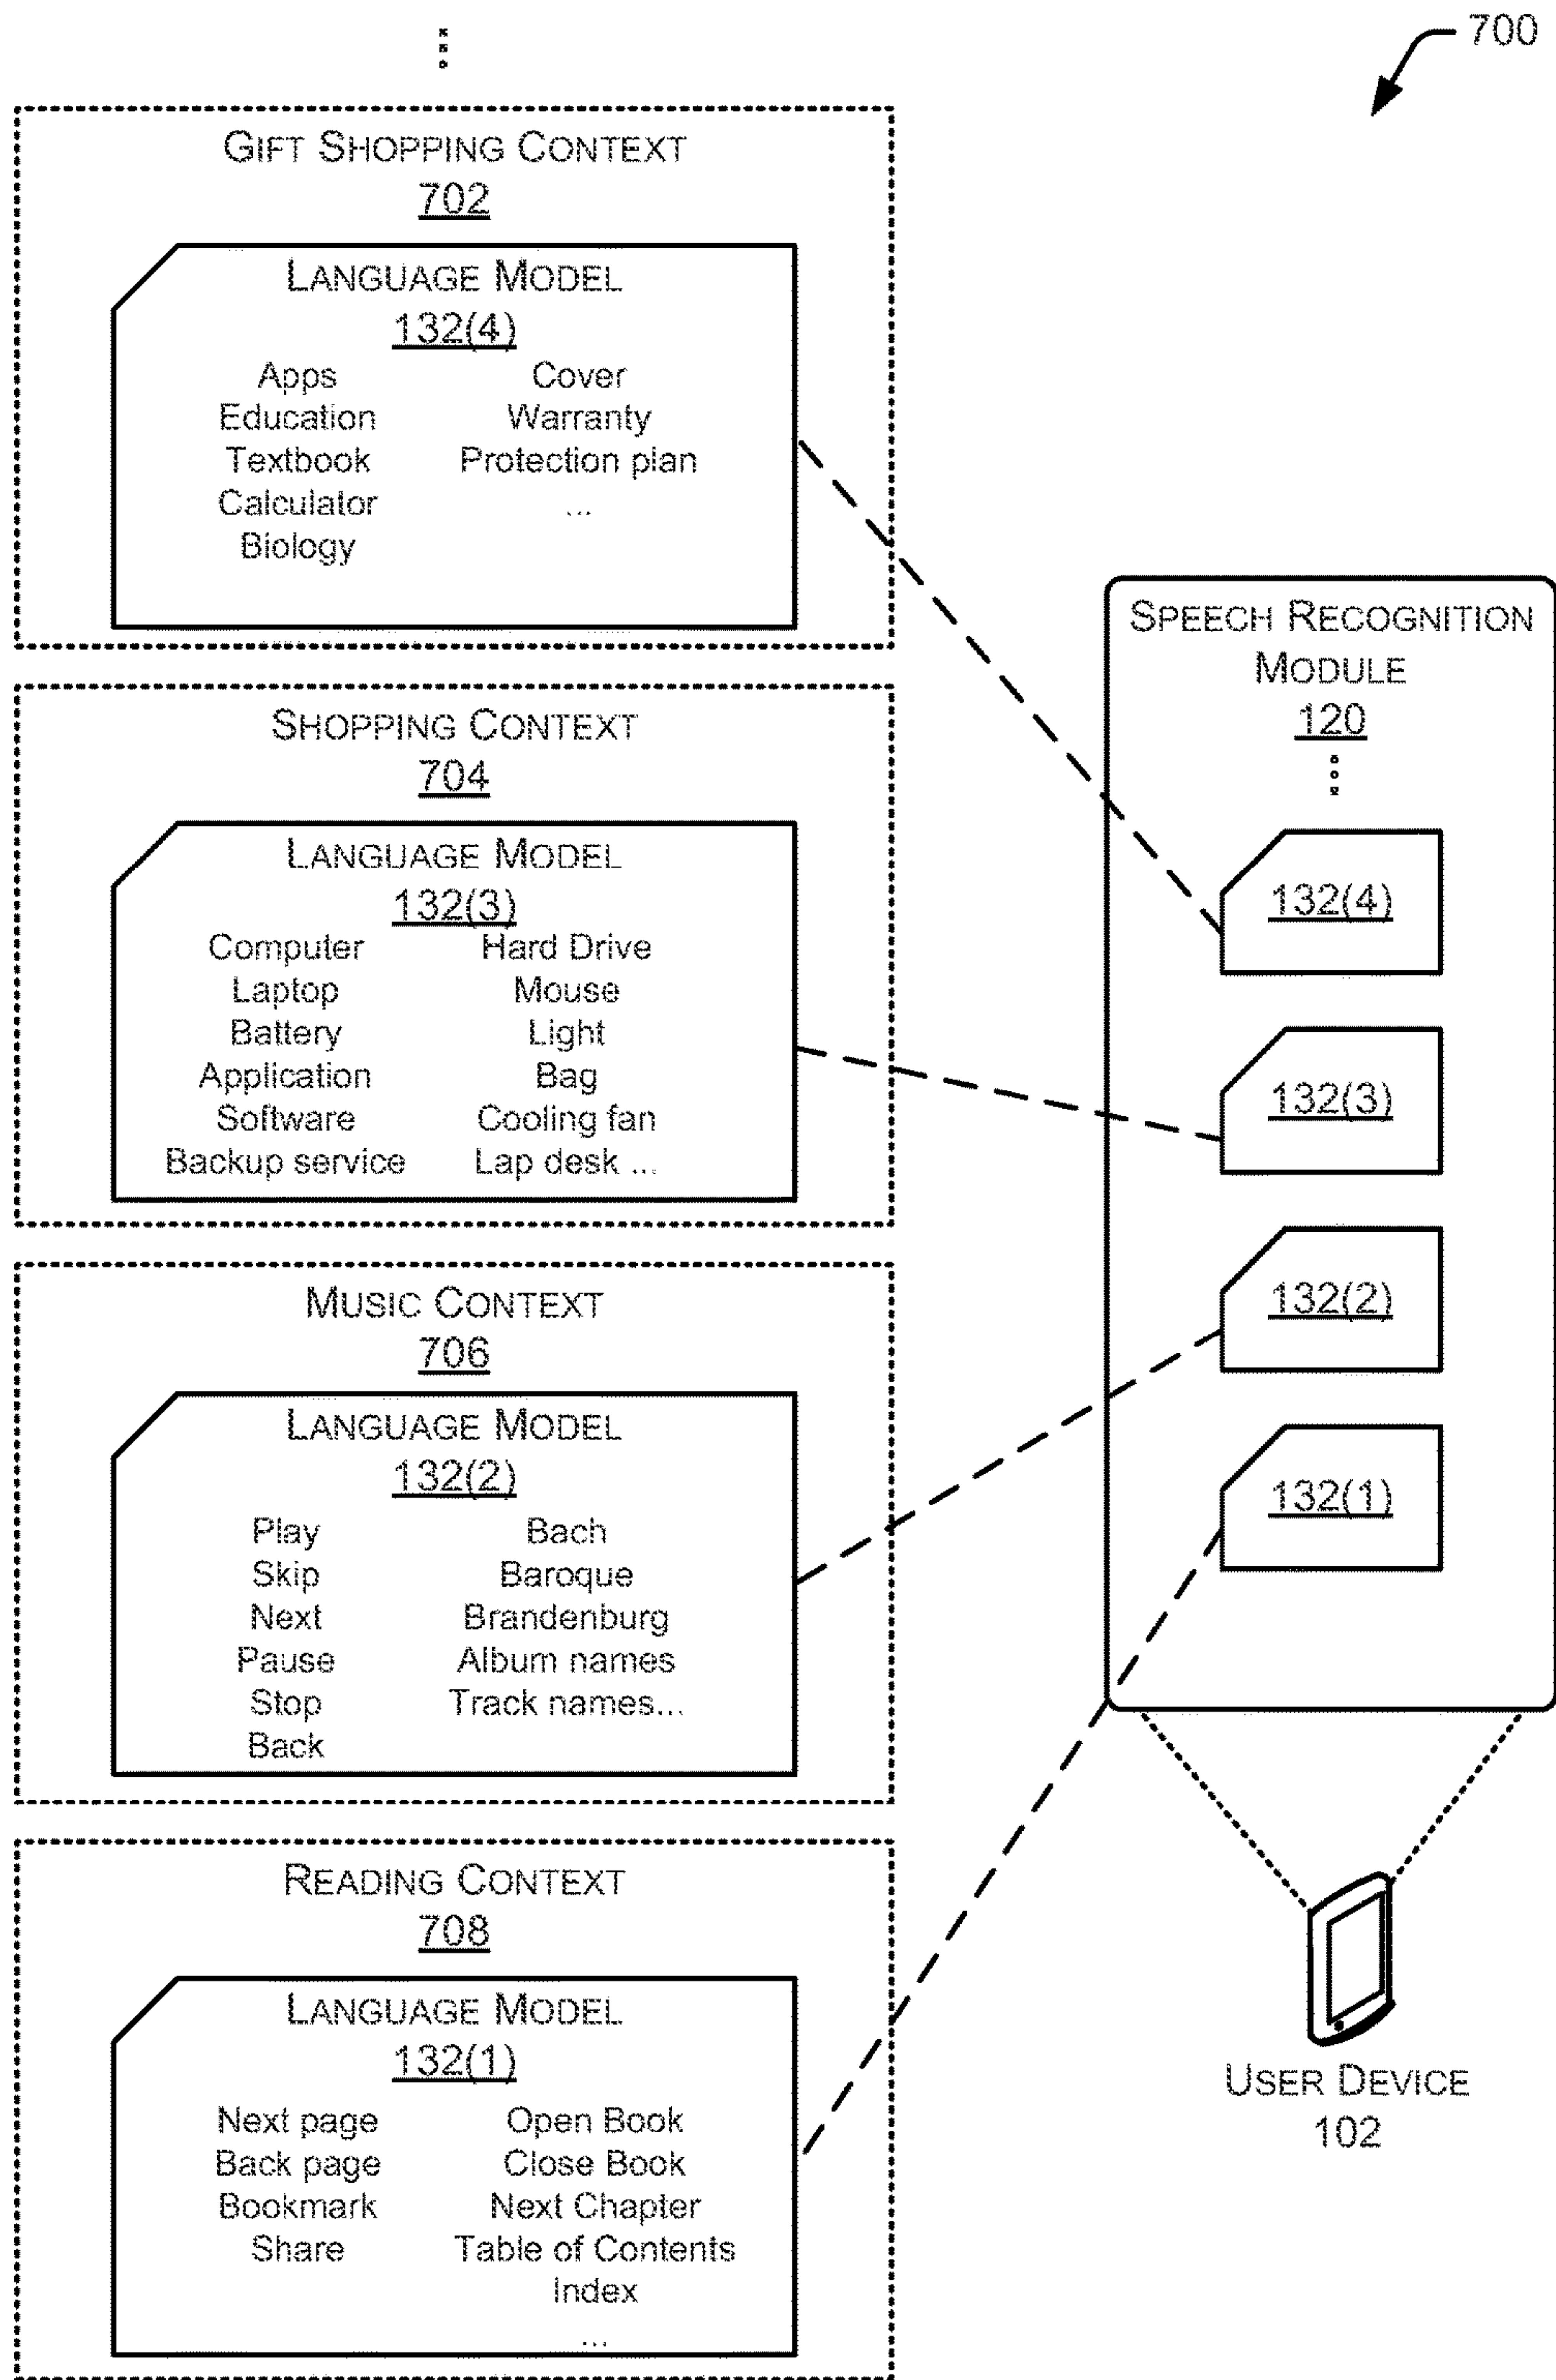 700
GIFT SHOPPING CONTEXT
702
LANGUAGE MODEL
132(4)
Apps Cover
Education Warranty
Textbook Protection plan
Calculator ...
Biology
SHOPPING CONTEXT
704
LANGUAGE MODEL
132(3)
Computer Hard Drive
Laptop Mouse
Battery Light
Application Bag
Software Cooling fan
Backup service Lap desk ...
MUSIC CONTEXT
706
LANGUAGE MODEL
132(2)
Play Bach
Skip Baroque
Next Brandenburg
Pause Album names
Stop Track names...
Back
READING CONTEXT
708
LANGUAGE MODEL
132(1)
Next page Open Book
Back page Close Book
Bookmark Next Chapter
Share Table of Contents
Index
...
SPEECH RECOGNITION
MODULE
120
132(4)
132(3)
132(2)
132(1)
USER DEVICE
102